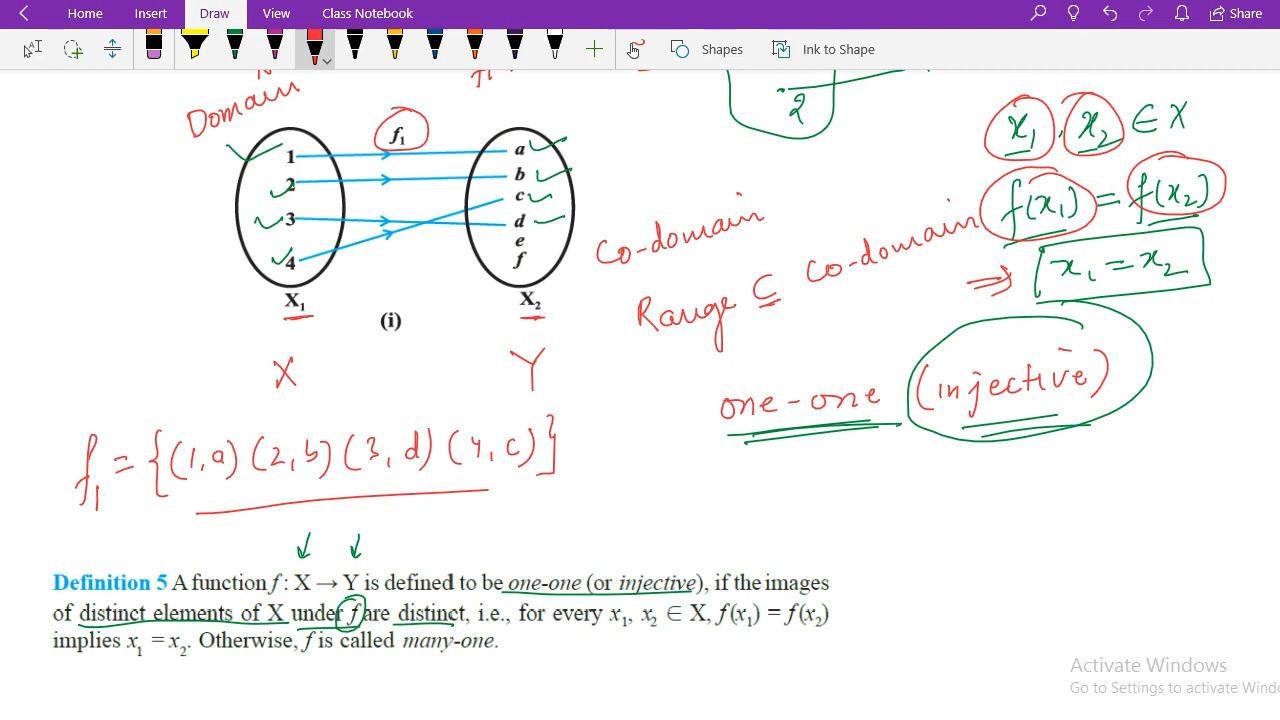 Home Insert Draw View Class Notebook Share
Shapes Ink to Shape
Domain
2
f₁
1 a
2 b
3 c
4 d
e
f
X₁ X₂
(i)
x₁, x₂ ∈ X
f(x₁) = f(x₂)
⇒ x₁ = x₂
Co-domain
Range ⊆ Co-domain
X Y
one-one (injective)
f₁ = {(1,a) (2,b) (3,d) (4,c)}
Definition 5 A function f : X → Y is defined to be one-one (or injective), if the images
of distinct elements of X under f are distinct, i.e., for every x₁, x₂ ∈ X, f(x₁) = f(x₂)
implies x₁ = x₂. Otherwise, f is called many-one.
Activate Windows
Go to Settings to activate Wind